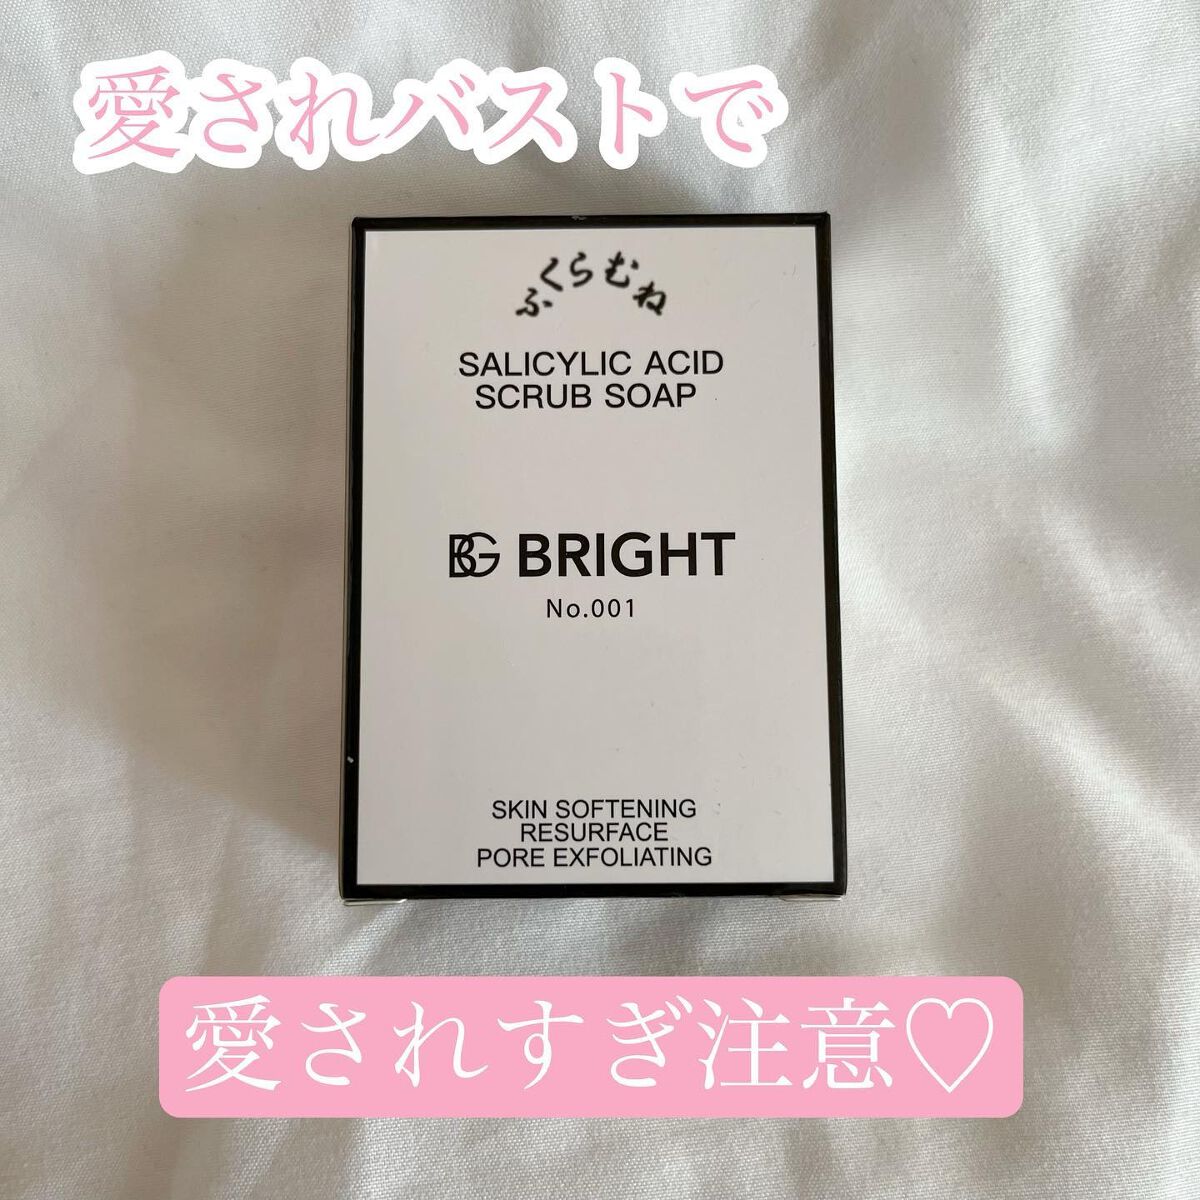 愛されバストで
ふくらむね
SALICYLIC ACID
SCRUB SOAP
BG BRIGHT
No.001
SKIN SOFTENING
RESURFACE
PORE EXFOLIATING
愛されすぎ注意♡